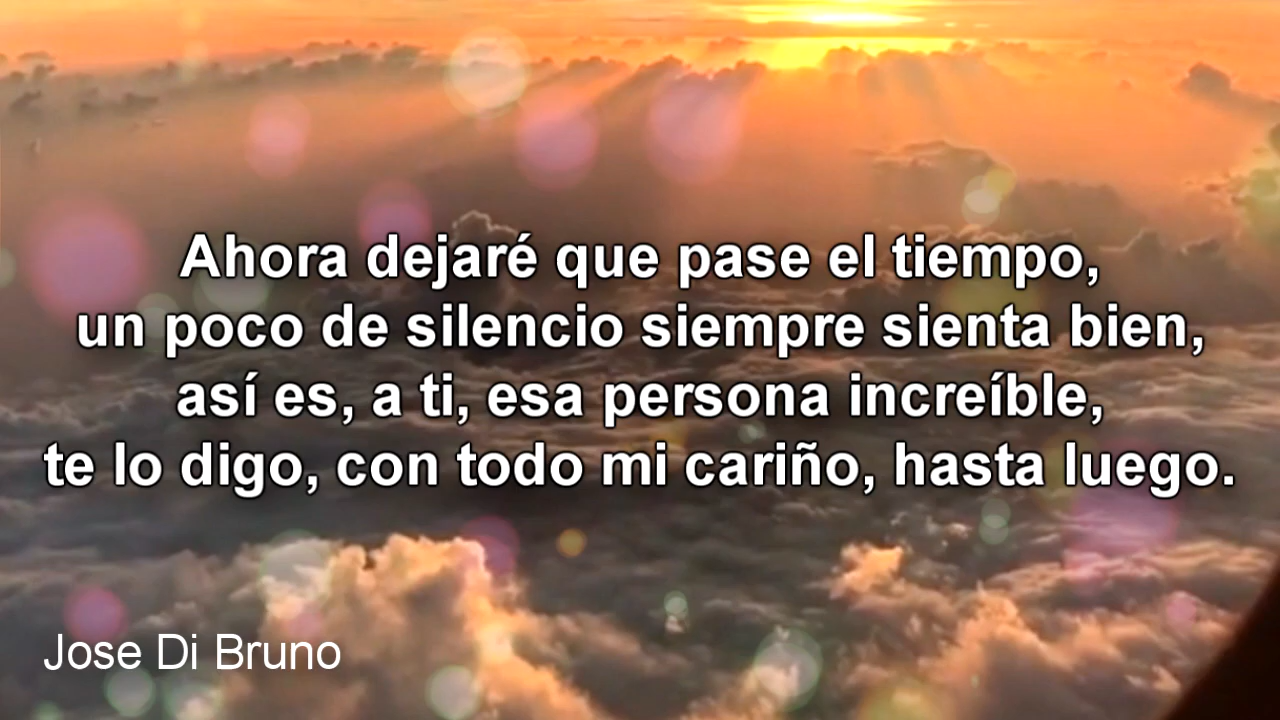 Ahora dejaré que pase el tiempo,
un poco de silencio siempre sienta bien,
así es, a ti, esa persona increíble,
te lo digo, con todo mi cariño, hasta luego.
Jose Di Bruno